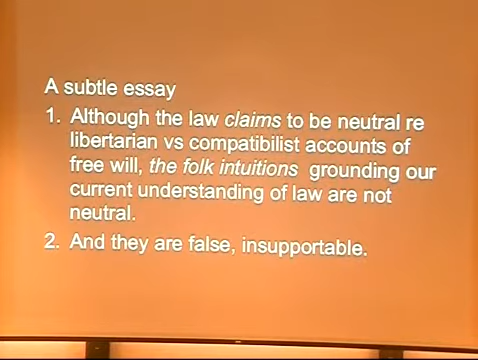 A subtle essay
1. Although the law claims to be neutral re
libertarian vs compatibilist accounts of
free will, the folk intuitions grounding our
current understanding of law are not
neutral.
2. And they are false, insupportable.